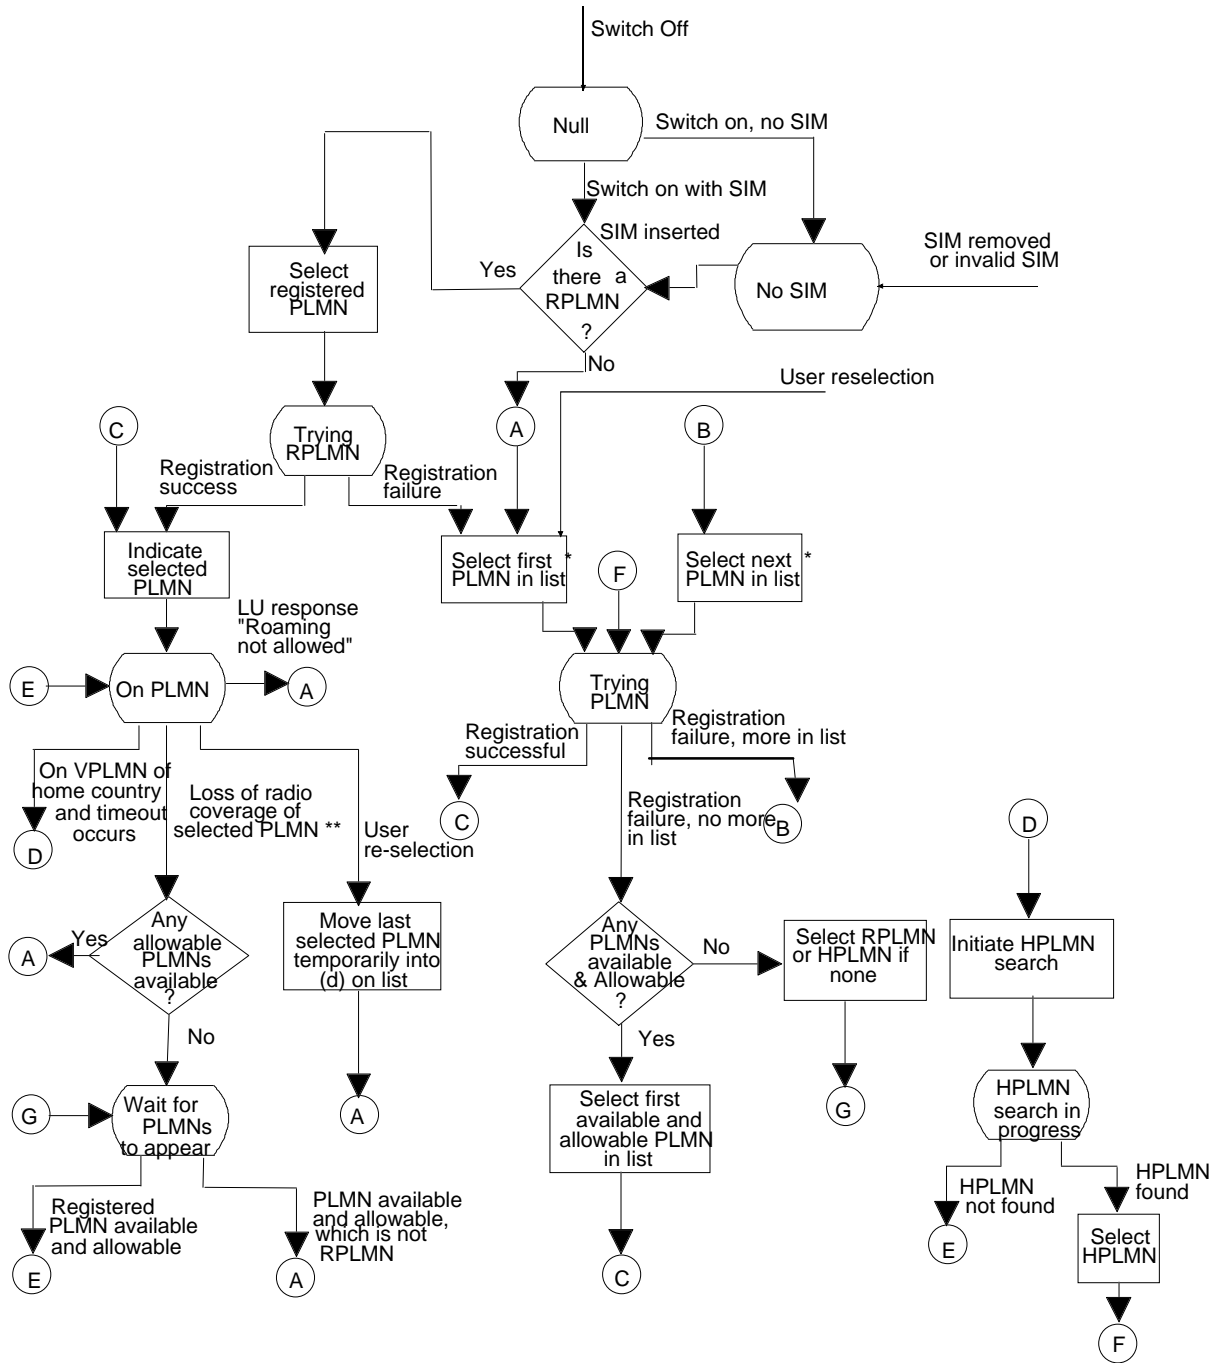 Switch Off
Null
Switch on, no SIM
Switch on with SIM
SIM inserted
SIM removed
or invalid SIM
Is
there a
RPLMN
?
Yes
No
No SIM
Select
registered
PLMN
User reselection
C
Trying
RPLMN
A
B
Registration
success
Registration
failure
Indicate
selected
PLMN
Select first *
PLMN in list
F
Select next *
PLMN in list
LU response
"Roaming
not allowed"
E
On PLMN
A
Trying
PLMN
Registration
successful
Registration
failure, more in list
On VPLMN of
home country
and timeout
occurs
Loss of radio
coverage of
selected PLMN **
User
re-selection
Registration
failure, no more
in list
D
C
B
D
Any
allowable
PLMNs
available
?
Yes
A
Move last
selected PLMN
temporarily into
(d) on list
Any
PLMNs
available
& Allowable
?
No
Select RPLMN
or HPLMN if
none
Initiate HPLMN
search
No
Yes
G
Wait for
PLMNs
to appear
A
Select first
available and
allowable PLMN
in list
G
HPLMN
search in
progress
Registered
PLMN available
and allowable
PLMN available
and allowable,
which is not
RPLMN
HPLMN
not found
HPLMN
found
E
A
C
E
Select
HPLMN
F